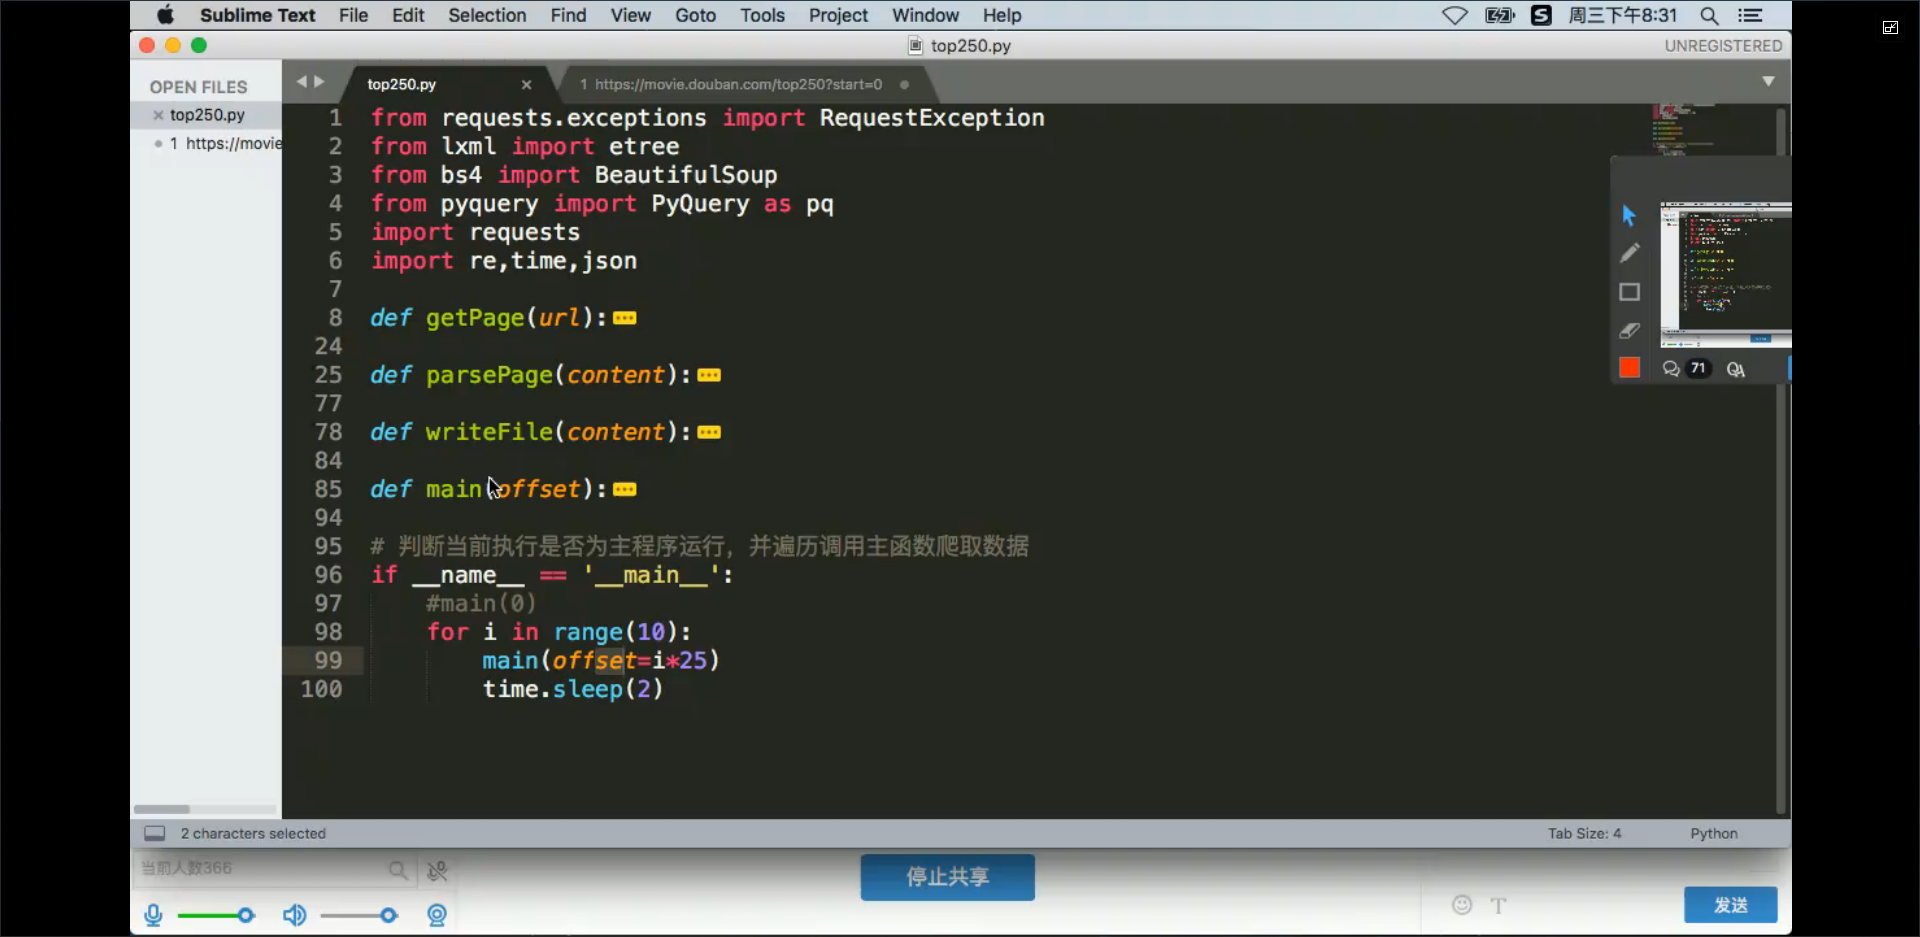 Sublime Text File Edit Selection Find View Goto Tools Project Window Help 周三下午8:31
top250.py UNREGISTERED
OPEN FILES
top250.py
1 https://movie
top250.py × 1 https://movie.douban.com/top250?start=0
1 from requests.exceptions import RequestException
2 from lxml import etree
3 from bs4 import BeautifulSoup
4 from pyquery import PyQuery as pq
5 import requests
6 import re,time,json
7
8 def getPage(url):
24
25 def parsePage(content):
77
78 def writeFile(content):
84
85 def main(offset):
94
95 # 判断当前执行是否为主程序运行，并遍历调用主函数爬取数据
96 if __name__ == '__main__':
97 #main(0)
98 for i in range(10):
99 main(offset=i*25)
100 time.sleep(2)
71
2 characters selected Tab Size: 4 Python
当前人数366
停止共享
发送